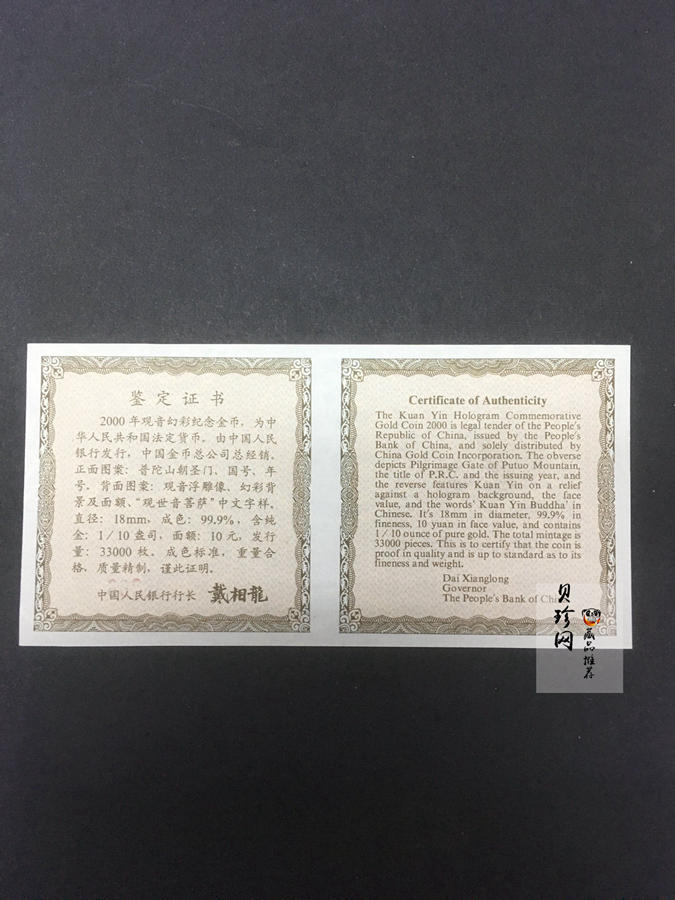 鉴定证书
2000年观音幻彩纪念金币，为中
华人民共和国法定货币。由中国人民
银行发行，中国金币总公司总经销。
正面图案：普陀山朝圣门、国号、年
号。背面图案：观音浮雕像、幻彩背
景及面额、“观世音菩萨”中文字样。
直径：18mm，成色：99.9%，含纯
金：1/10盎司，面额：10元，发行
量：33000枚。成色标准，重量合
格，质量精制，谨此证明。
中国人民银行行长 戴相龍
Certificate of Authenticity
The Kuan Yin Hologram Commemorative
Gold Coin 2000 is legal tender of the People's
Republic of China, issued by the People's
Bank of China, and solely distributed by
China Gold Coin Incorporation. The obverse
depicts Pilgrimage Gate of Putuo Mountain,
the title of P.R.C. and the issuing year, and
the reverse features Kuan Yin on a relief
against a hologram background, the face
value, and the words' Kuan Yin Buddha' in
Chinese. It's 18mm in diameter, 99.9% in
fineness, 10 yuan in face value, and contains
1/10 ounce of pure gold. The total mintage is
33000 pieces. This is to certify that the coin is
proof in quality and is up to standard as to its
fineness and weight.
Dai Xianglong
Governor
The People's Bank of China
贝珍网
藏品推荐